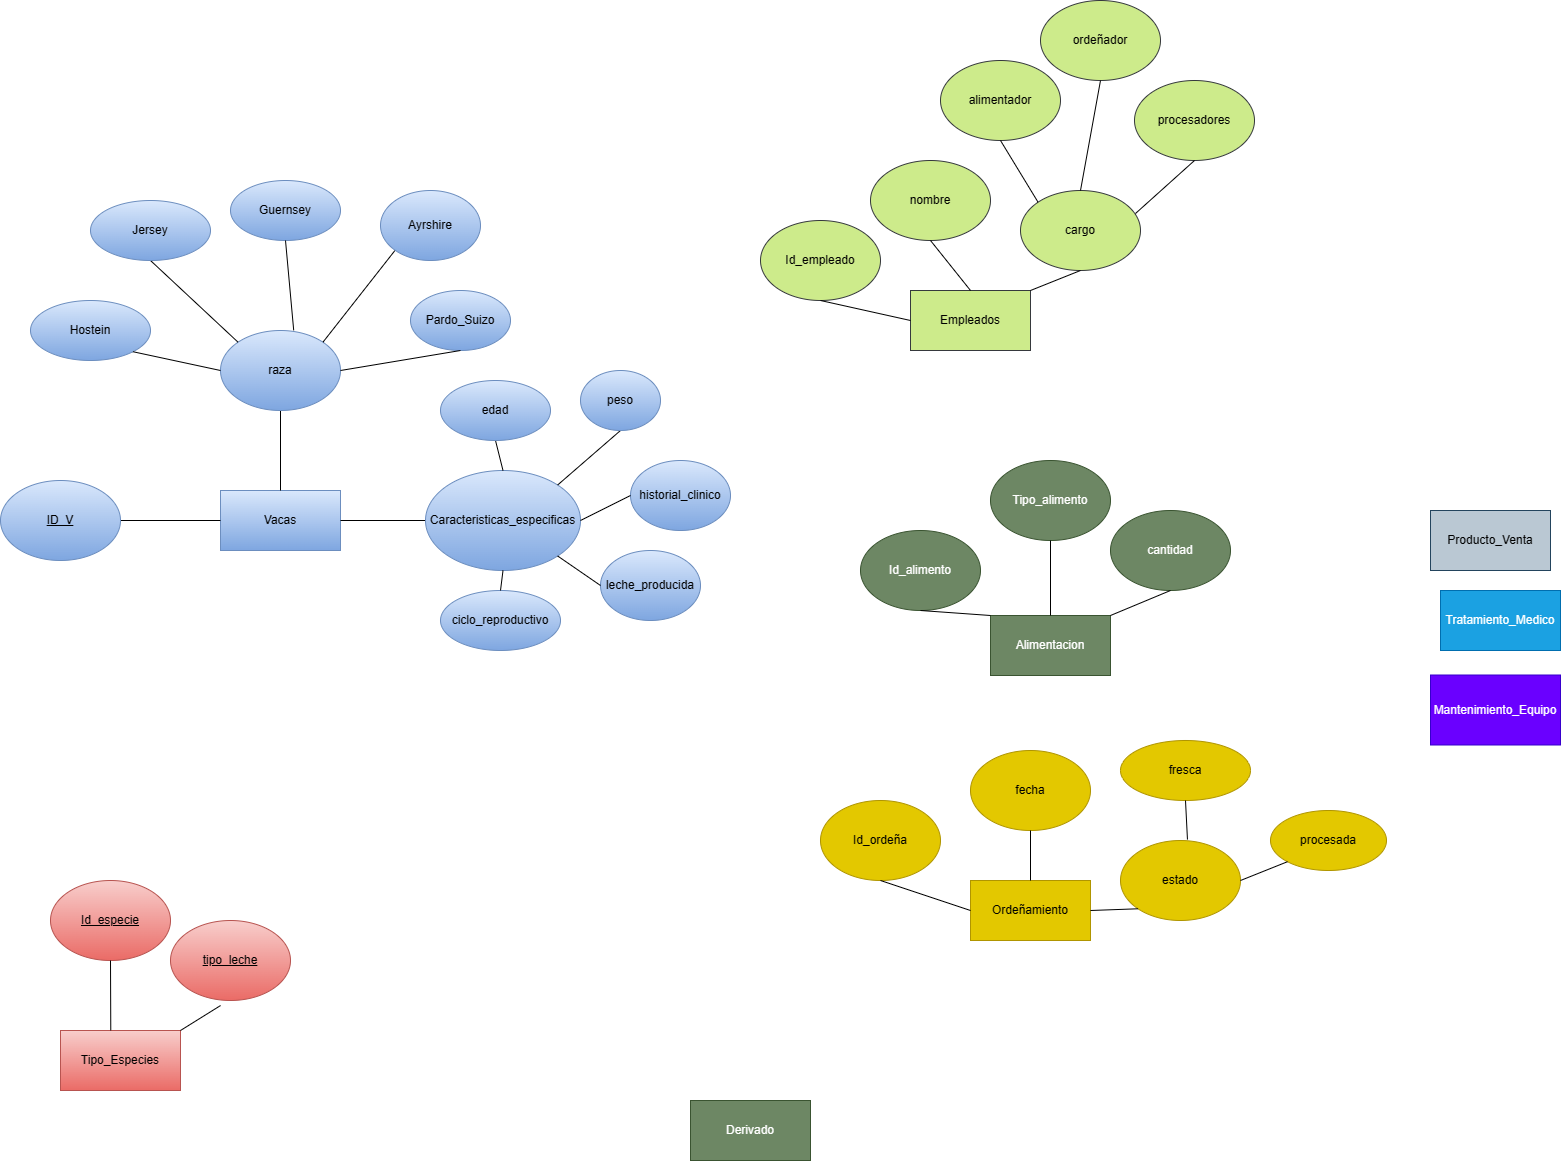 ordeñador
alimentador
procesadores
nombre
cargo
Id_empleado
Empleados
Guernsey
Jersey
Ayrshire
Hostein
Pardo_Suizo
raza
edad
peso
historial_clinico
ID_V
Vacas
Caracteristicas_especificas
leche_producida
ciclo_reproductivo
Tipo_alimento
cantidad
Id_alimento
Alimentacion
Producto_Venta
Tratamiento_Medico
Mantenimiento_Equipo
fresca
fecha
Id_ordeña
procesada
estado
Ordeñamiento
Id_especie
tipo_leche
Tipo_Especies
Derivado